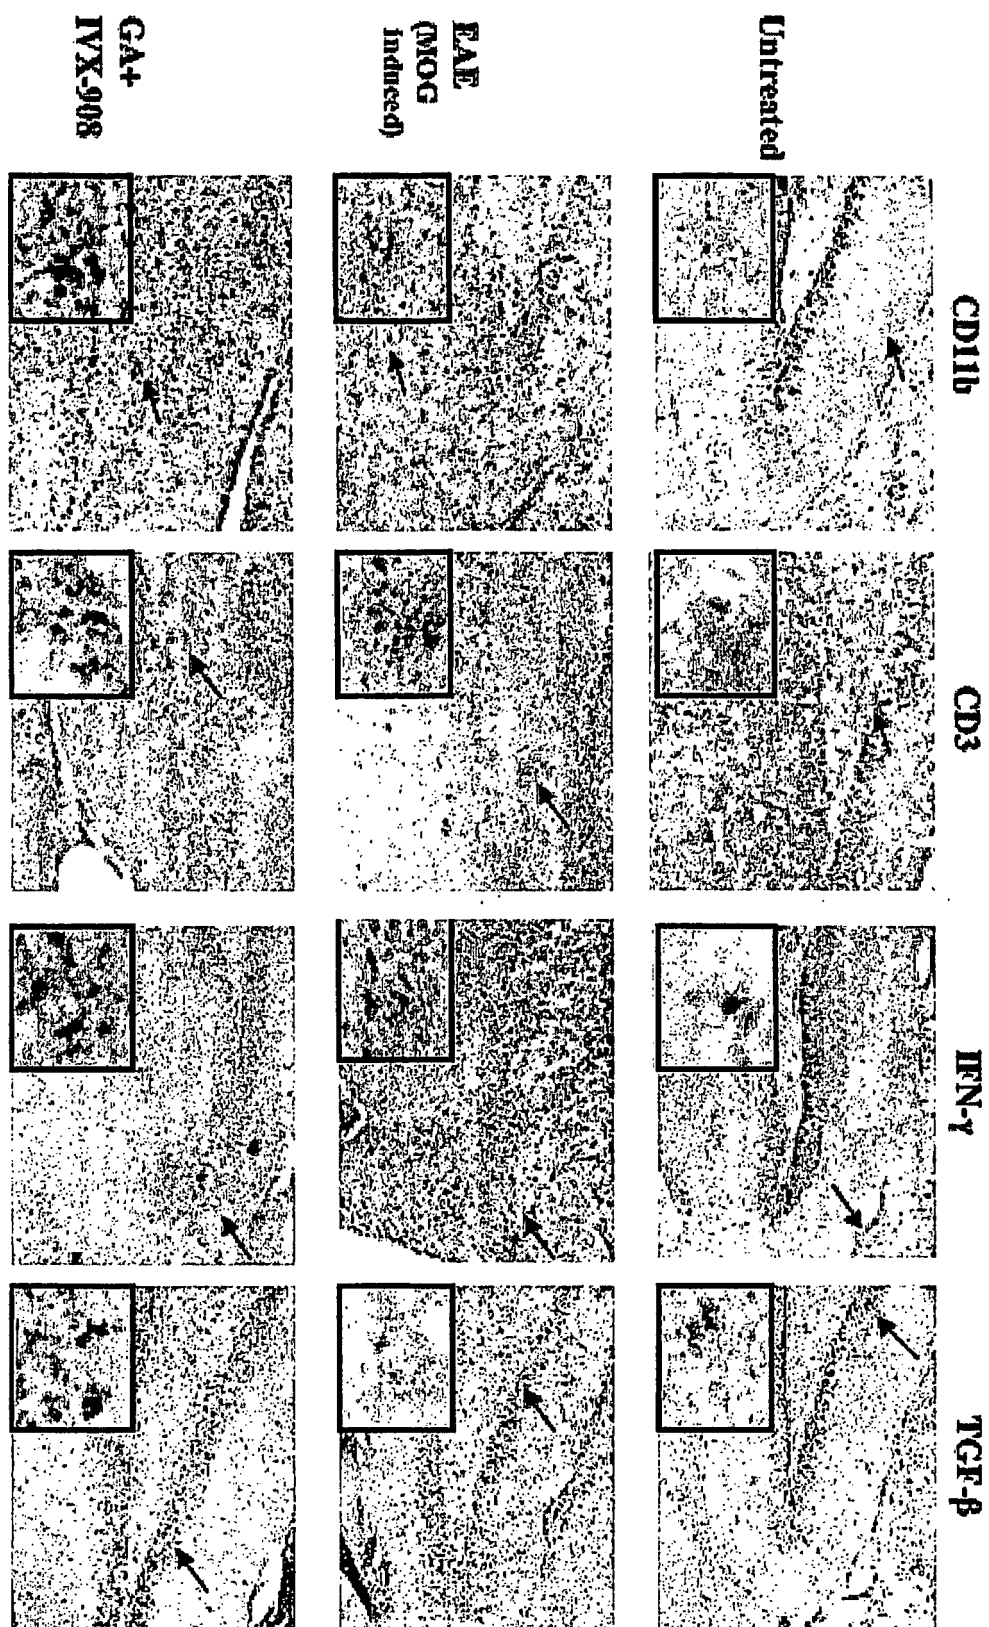 CD11b
CD3
IFN-γ
TGF-β
Untreated
EAE
(MOG
induced)
GA+
IVX-908